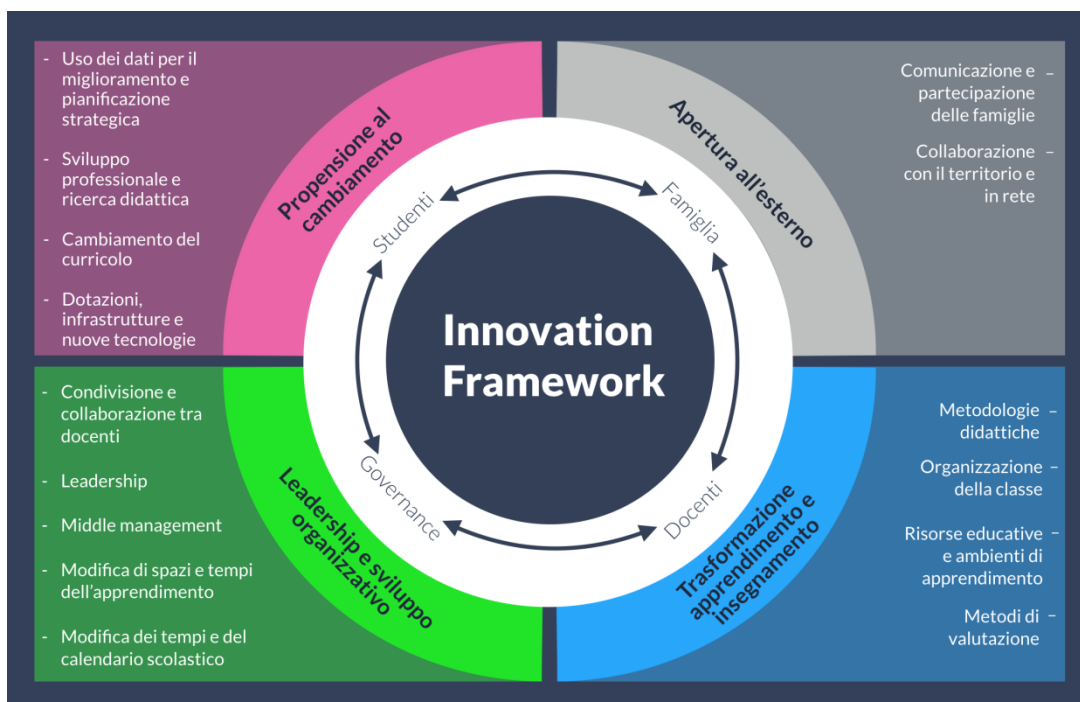 - Uso dei dati per il
miglioramento e
pianificazione
strategica
- Sviluppo
professionale e
ricerca didattica
- Cambiamento del
curricolo
- Dotazioni,
infrastrutture e
nuove tecnologie
Propensione al
cambiamento
Apertura all'esterno
Comunicazione e –
partecipazione
delle famiglie
Collaborazione –
con il territorio e
in rete
Studenti
Famiglia
Innovation
Framework
Governance
Docenti
- Condivisione e
collaborazione tra
docenti
- Leadership
- Middle management
- Modifica di spazi e tempi
dell'apprendimento
- Modifica dei tempi e del
calendario scolastico
Leadership e sviluppo
organizzativo
Trasformazione
apprendimento e
insegnamento
Metodologie –
didattiche
Organizzazione –
della classe
Risorse educative –
e ambienti di
apprendimento
Metodi di –
valutazione